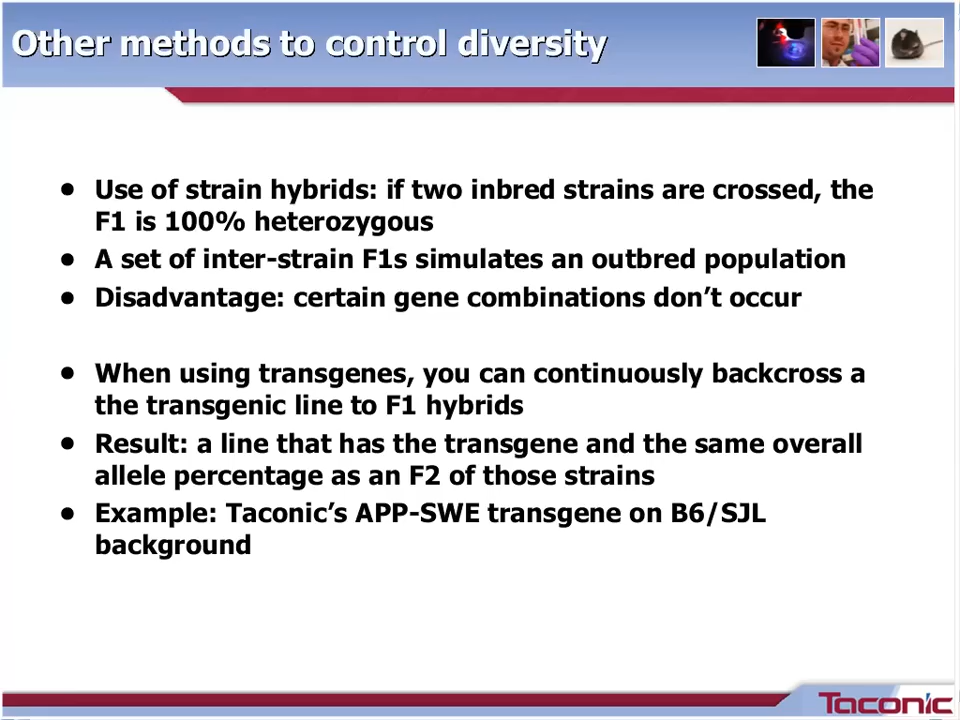 Other methods to control diversity
• Use of strain hybrids: if two inbred strains are crossed, the
F1 is 100% heterozygous
• A set of inter-strain F1s simulates an outbred population
• Disadvantage: certain gene combinations don’t occur
• When using transgenes, you can continuously backcross a
the transgenic line to F1 hybrids
• Result: a line that has the transgene and the same overall
allele percentage as an F2 of those strains
• Example: Taconic’s APP-SWE transgene on B6/SJL
background
Taconic